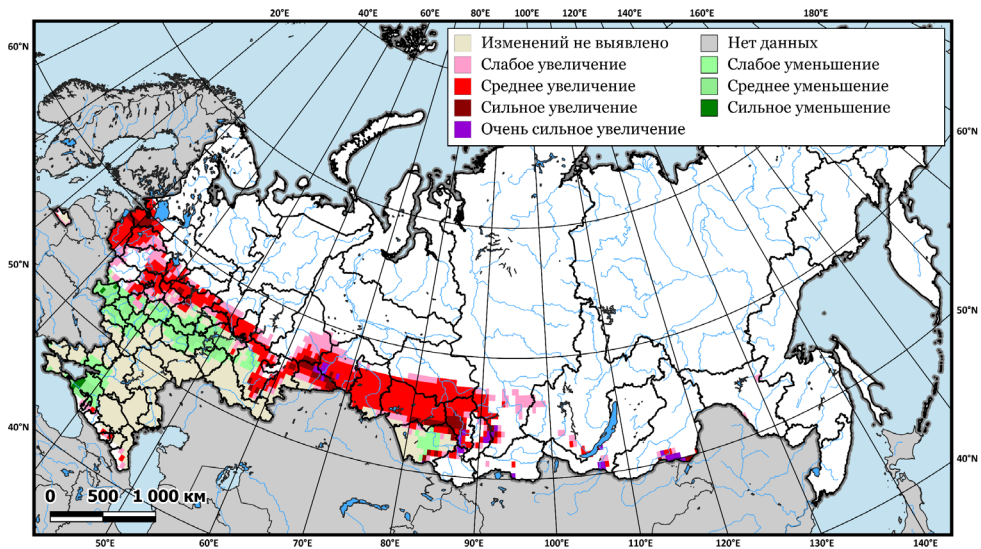 20°E 40°E 60°E 80°E 100°E 120°E 140°E 160°E 180°E
60°N
Изменений не выявлено
Слабое увеличение
Среднее увеличение
Сильное увеличение
Очень сильное увеличение
Нет данных
Слабое уменьшение
Среднее уменьшение
Сильное уменьшение
60°N
50°N
50°N
40°N
40°N
0 500 1 000 км
50°E 60°E 70°E 80°E 90°E 100°E 110°E 120°E 130°E 140°E